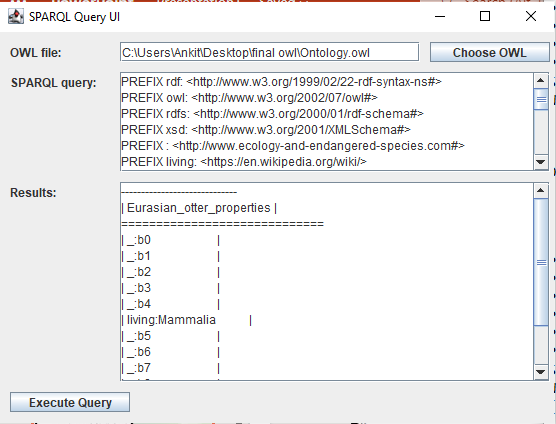 SPARQL Query UI
OWL file:
C:\Users\Ankit\Desktop\final owl\Ontology.owl
Choose OWL
SPARQL query:
PREFIX rdf: <http://www.w3.org/1999/02/22-rdf-syntax-ns#>
PREFIX owl: <http://www.w3.org/2002/07/owl#>
PREFIX rdfs: <http://www.w3.org/2000/01/rdf-schema#>
PREFIX xsd: <http://www.w3.org/2001/XMLSchema#>
PREFIX : <http://www.ecology-and-endangered-species.com#>
PREFIX living: <https://en.wikipedia.org/wiki/>
Results:
-----------------------------
| Eurasian_otter_properties |
=============================
| _:b0 |
| _:b1 |
| _:b2 |
| _:b3 |
| _:b4 |
| living:Mammalia |
| _:b5 |
| _:b6 |
| _:b7 |
Execute Query